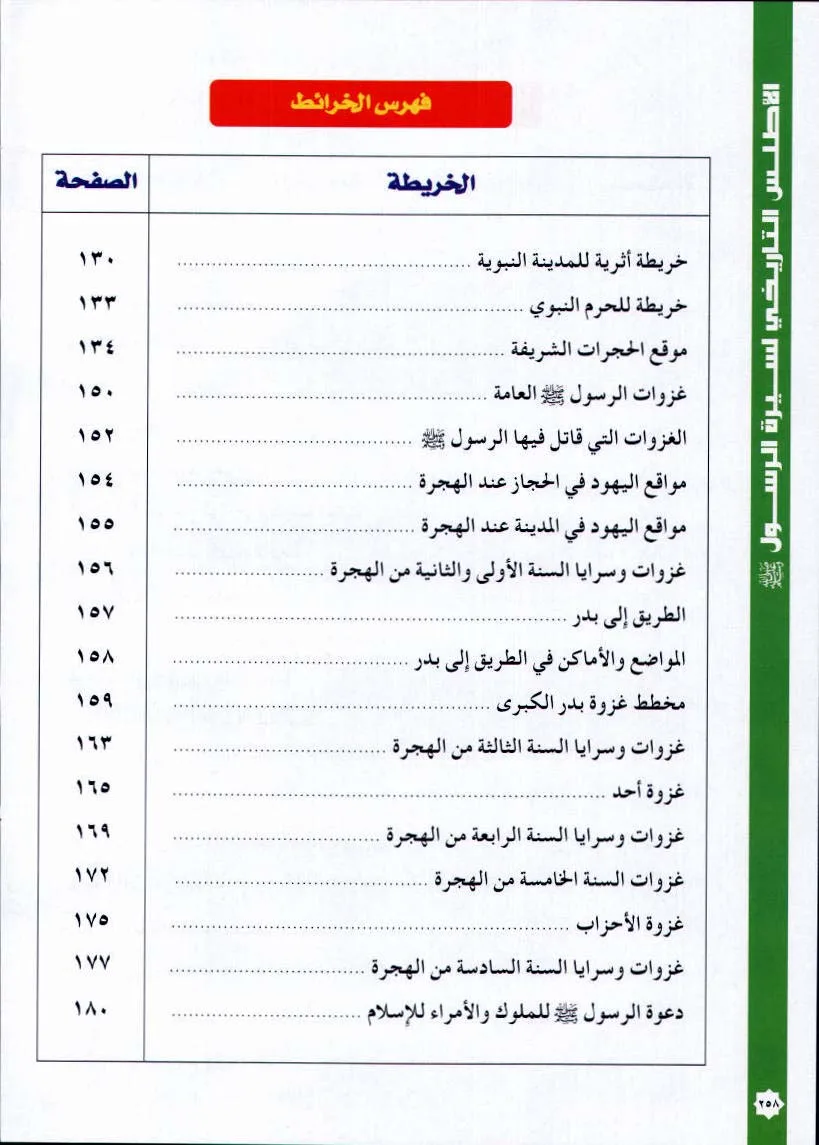 فهرس الخرائط
الخريطة الصفحة
خريطة أثرية للمدينة النبوية ١٣٠
خريطة للحرم النبوي ١٣٣
موقع الحجرات الشريفة ١٣٤
غزوات الرسول ﷺ العامة ١٥٠
الغزوات التي قاتل فيها الرسول ﷺ ١٥٢
مواقع اليهود في الحجاز عند الهجرة ١٥٤
مواقع اليهود في المدينة عند الهجرة ١٥٥
غزوات وسرايا السنة الأولى والثانية من الهجرة ١٥٦
الطريق إلى بدر ١٥٧
المواضع والأماكن في الطريق إلى بدر ١٥٨
مخطط غزوة بدر الكبرى ١٥٩
غزوات وسرايا السنة الثالثة من الهجرة ١٦٣
غزوة أحد ١٦٥
غزوات وسرايا السنة الرابعة من الهجرة ١٦٩
غزوات السنة الخامسة من الهجرة ١٧٢
غزوة الأحزاب ١٧٥
غزوات وسرايا السنة السادسة من الهجرة ١٧٧
دعوة الرسول ﷺ للملوك والأمراء للإسلام ١٨٠
الأطلس التاريخي لسيرة الرسول ﷺ
٢٥٨